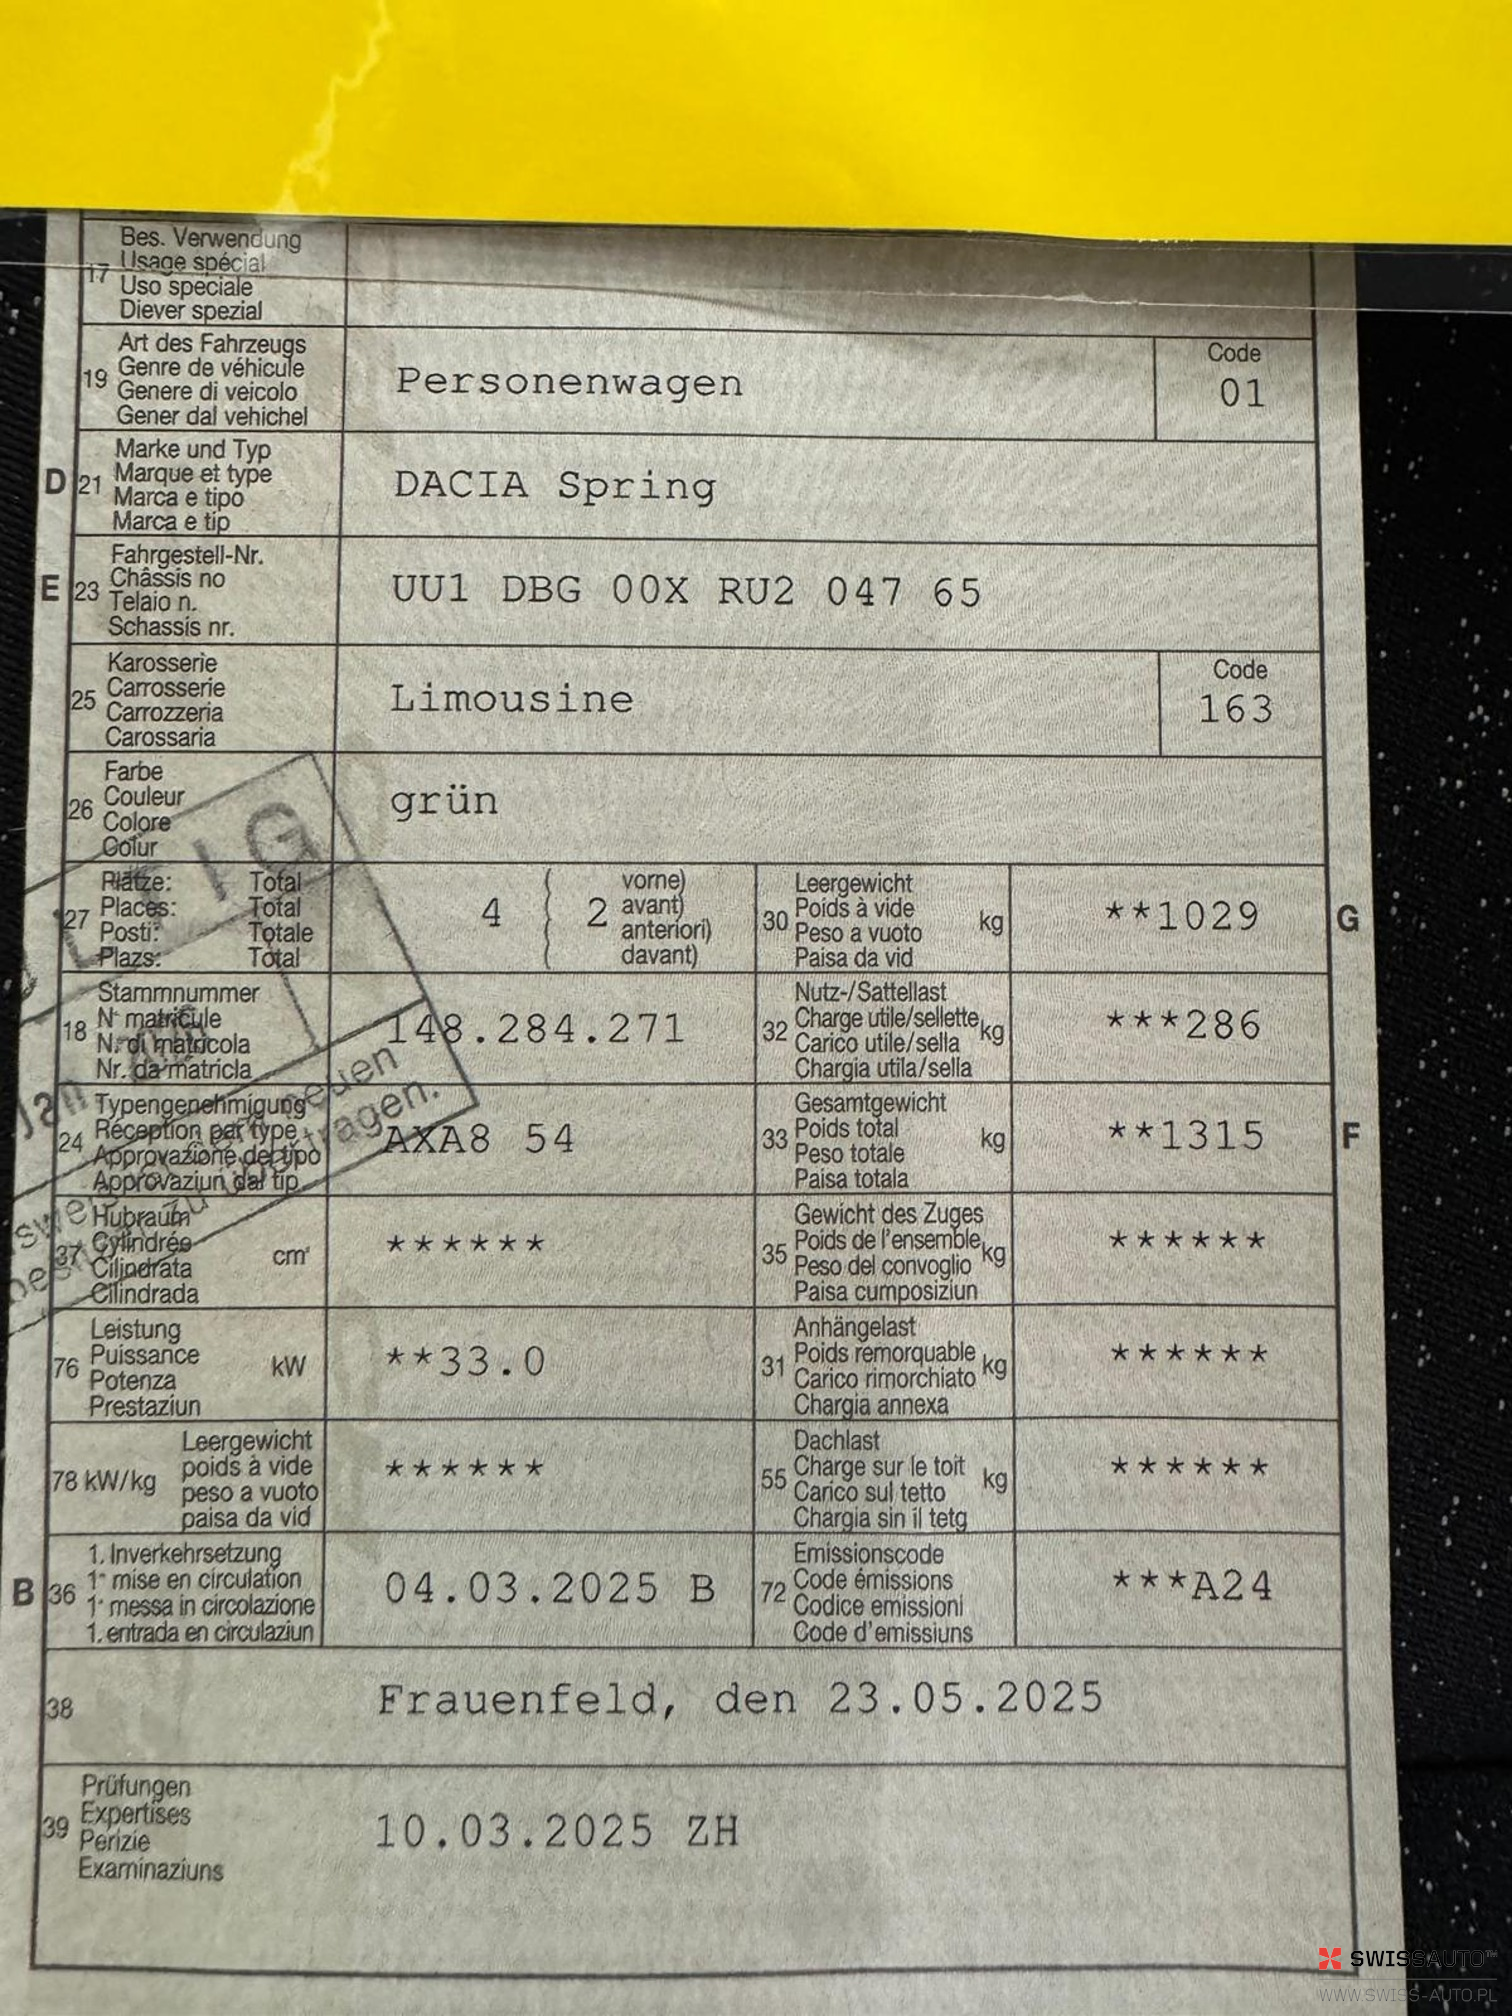 Bes. Verwendung
17 Usage spécial
Uso speciale
Diever spezial
Art des Fahrzeugs
19 Genre de véhicule
Genere di veicolo
Gener dal vehichel
Personenwagen
Code
01
Marke und Typ
D 21 Marque et type
Marca e tipo
Marca e tip
DACIA Spring
Fahrgestell-Nr.
E 23 Châssis no
Telaio n.
Schassis nr.
UU1 DBG 00X RU2 047 65
Karosserie
25 Carrosserie
Carrozzeria
Carossaria
Limousine
Code
163
Farbe
26 Couleur
Colore
Colur
grün
Plätze: Total
27 Places: Total
Posti: Totale
Plazs: Total
4 { 2 vorne)
avant)
anteriori)
davant)
Leergewicht
30 Poids à vide kg
Peso a vuoto
Paisa da vid
**1029 G
Stammnummer
18 N° matricule
N. di matricola
Nr. da matricla
148.284.271
Nutz-/Sattellast
32 Charge utile/sellette kg
Carico utile/sella
Chargia utila/sella
***286
Typengenehmigung
24 Réception par type
Approvazione del tipo
Approvaziun dal tip
AXA8 54
Gesamtgewicht
33 Poids total kg
Peso totale
Paisa totala
**1315 F
Hubraum
37 Cylindrée cm³
Cilindrata
Cilindrada
******
Gewicht des Zuges
35 Poids de l'ensemble kg
Peso del convoglio
Paisa cumposiziun
******
Leistung
76 Puissance kW
Potenza
Prestaziun
**33.0
Anhängelast
31 Poids remorquable kg
Carico rimorchiato
Chargia annexa
******
Leergewicht
78 kW/kg poids à vide
peso a vuoto
paisa da vid
******
Dachlast
55 Charge sur le toit kg
Carico sul tetto
Chargia sin il tetg
******
1. Inverkehrsetzung
B 36 1ʳᵉ mise en circulation
1ᵃ messa in circolazione
1. entrada en circulaziun
04.03.2025 B
Emissionscode
72 Code émissions
Codice emissioni
Code d'emissiuns
***A24
38 Frauenfeld, den 23.05.2025
Prüfungen
39 Expertises
Perizie
Examinaziuns
10.03.2025 ZH
neuen
SWISSAUTO™
WWW.SWISS-AUTO.PL